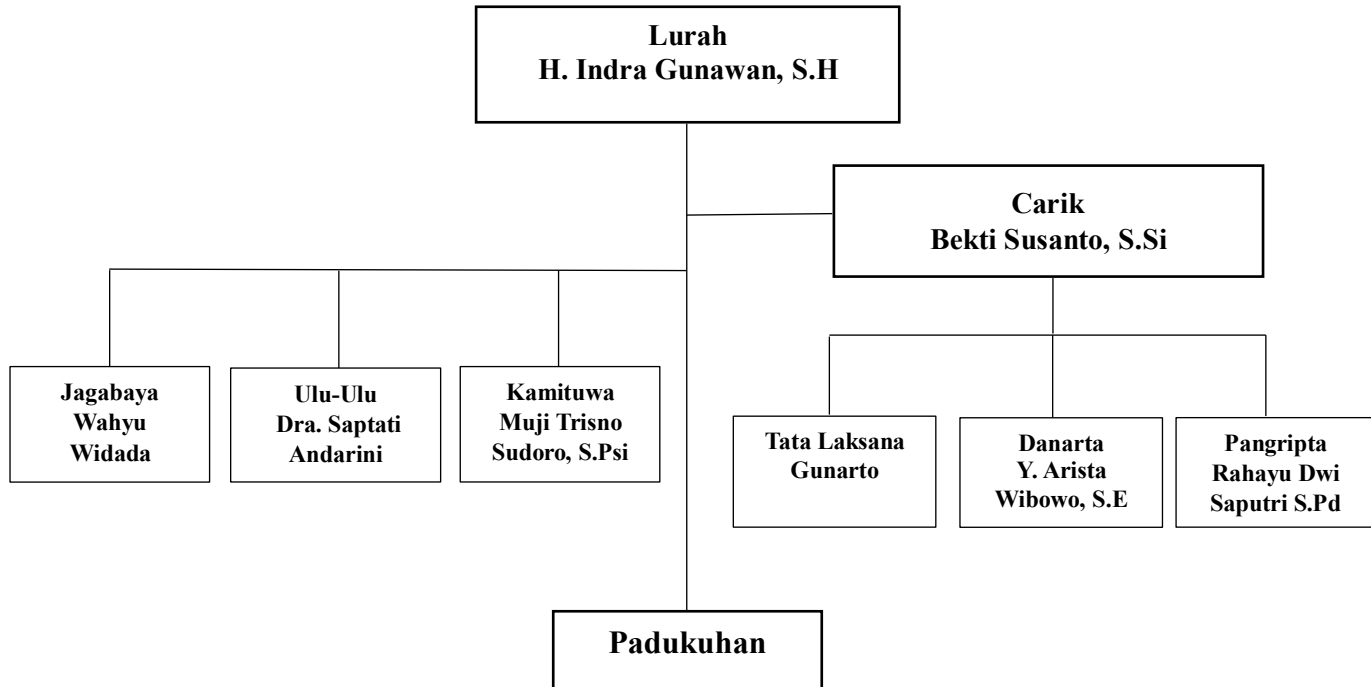 Lurah
H. Indra Gunawan, S.H
Carik
Bekti Susanto, S.Si
Jagabaya
Wahyu
Widada
Ulu-Ulu
Dra. Saptati
Andarini
Kamituwa
Muji Trisno
Sudoro, S.Psi
Tata Laksana
Gunarto
Danarta
Y. Arista
Wibowo, S.E
Pangripta
Rahayu Dwi
Saputri S.Pd
Padukuhan